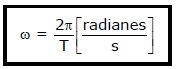 ω = 2π/T [radianes/s]